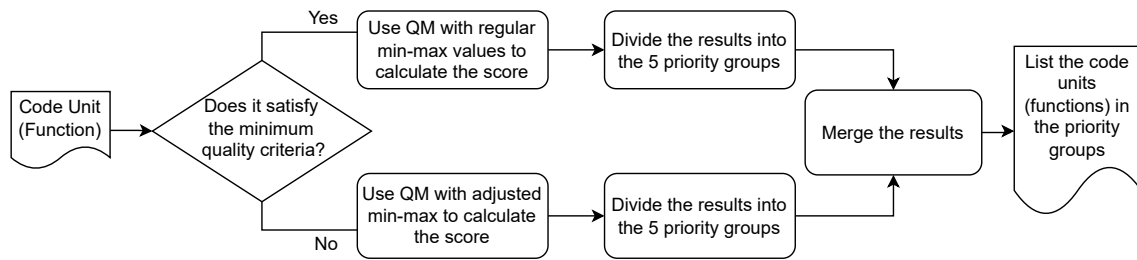 Code Unit
(Function)
Does it satisfy
the minimum
quality criteria?
Yes
Use QM with regular
min-max values to
calculate the score
Divide the results into
the 5 priority groups
No
Use QM with adjusted
min-max to calculate
the score
Divide the results into
the 5 priority groups
Merge the results
List the code
units
(functions) in
the priority
groups